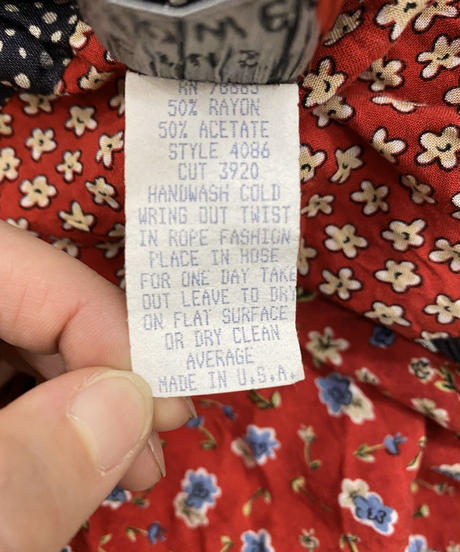 50% RAYON
50% ACETATE
STYLE 4086
CUT 3920
HANDWASH COLD
WRING OUT TWIST
IN ROPE FASHION
PLACE IN HOSE
FOR ONE DAY TAKE
OUT LEAVE TO DRY
ON FLAT SURFACE
OR DRY CLEAN
AVERAGE
MADE IN U.S.A.